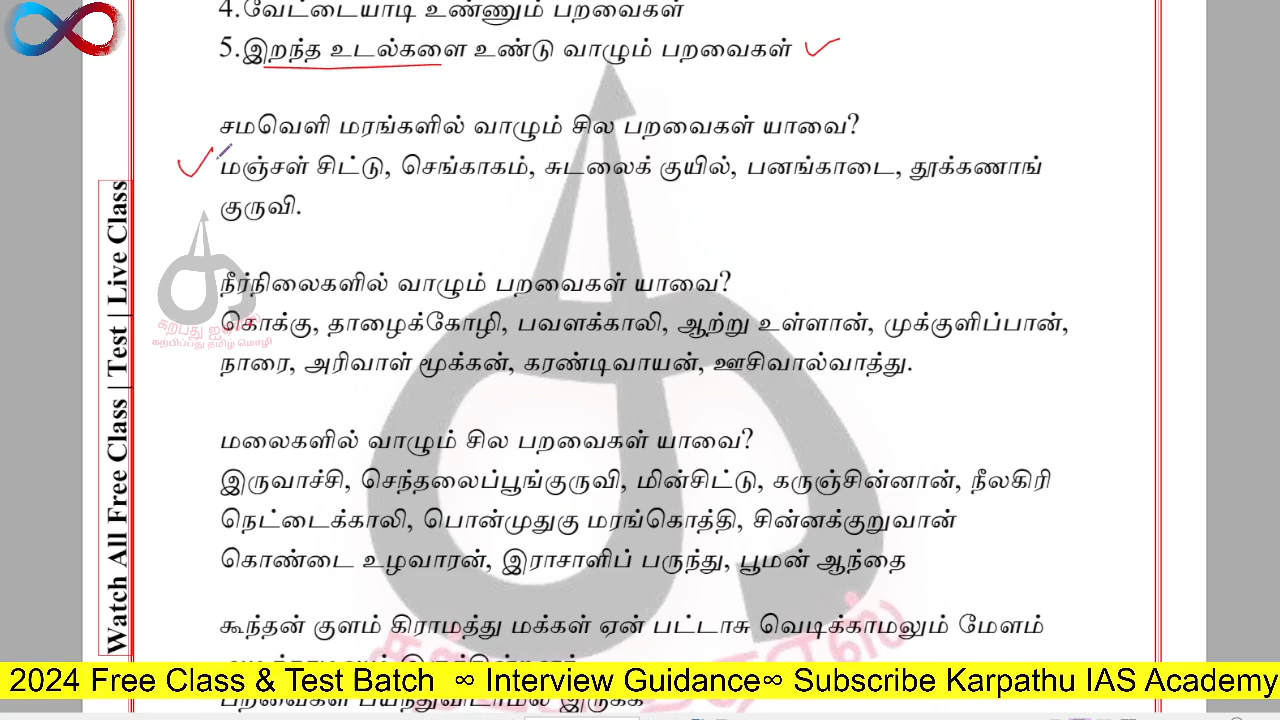 4.வேட்டையாடி உண்ணும் பறவைகள்
5.இறந்த உடல்களை உண்டு வாழும் பறவைகள்
சமவெளி மரங்களில் வாழும் சில பறவைகள் யாவை?
மஞ்சள் சிட்டு, செங்காகம், சுடலைக் குயில், பனங்காடை, தூக்கணாங்
குருவி.
நீர்நிலைகளில் வாழும் பறவைகள் யாவை?
கொக்கு, தாழைக்கோழி, பவளக்காலி, ஆற்று உள்ளான், முக்குளிப்பான்,
நாரை, அரிவாள் மூக்கன், கரண்டிவாயன், ஊசிவால்வாத்து.
மலைகளில் வாழும் சில பறவைகள் யாவை?
இருவாச்சி, செந்தலைப்பூங்குருவி, மின்சிட்டு, கருஞ்சின்னான், நீலகிரி
நெட்டைக்காலி, பொன்முதுகு மரங்கொத்தி, சின்னக்குறுவான்
கொண்டை உழவாரன், இராசாளிப் பருந்து, பூமன் ஆந்தை
கூந்தன் குளம் கிராமத்து மக்கள் ஏன் பட்டாசு வெடிக்காமலும் மேளம்
Watch All Free Class | Test | Live Class
கற்பித்து தமிழ் மொழி
2024 Free Class & Test Batch ∞ Interview Guidance∞ Subscribe Karpathu IAS Academy